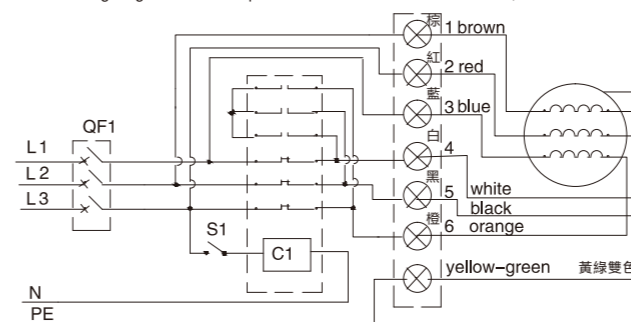 棕
1 brown
紅
2 red
藍
3 blue
QF1
白
L1
4
L2
黑
white
5
L3
black
S1
橙
6 orange
C1
yellow–green 黃綠雙色
N
PE